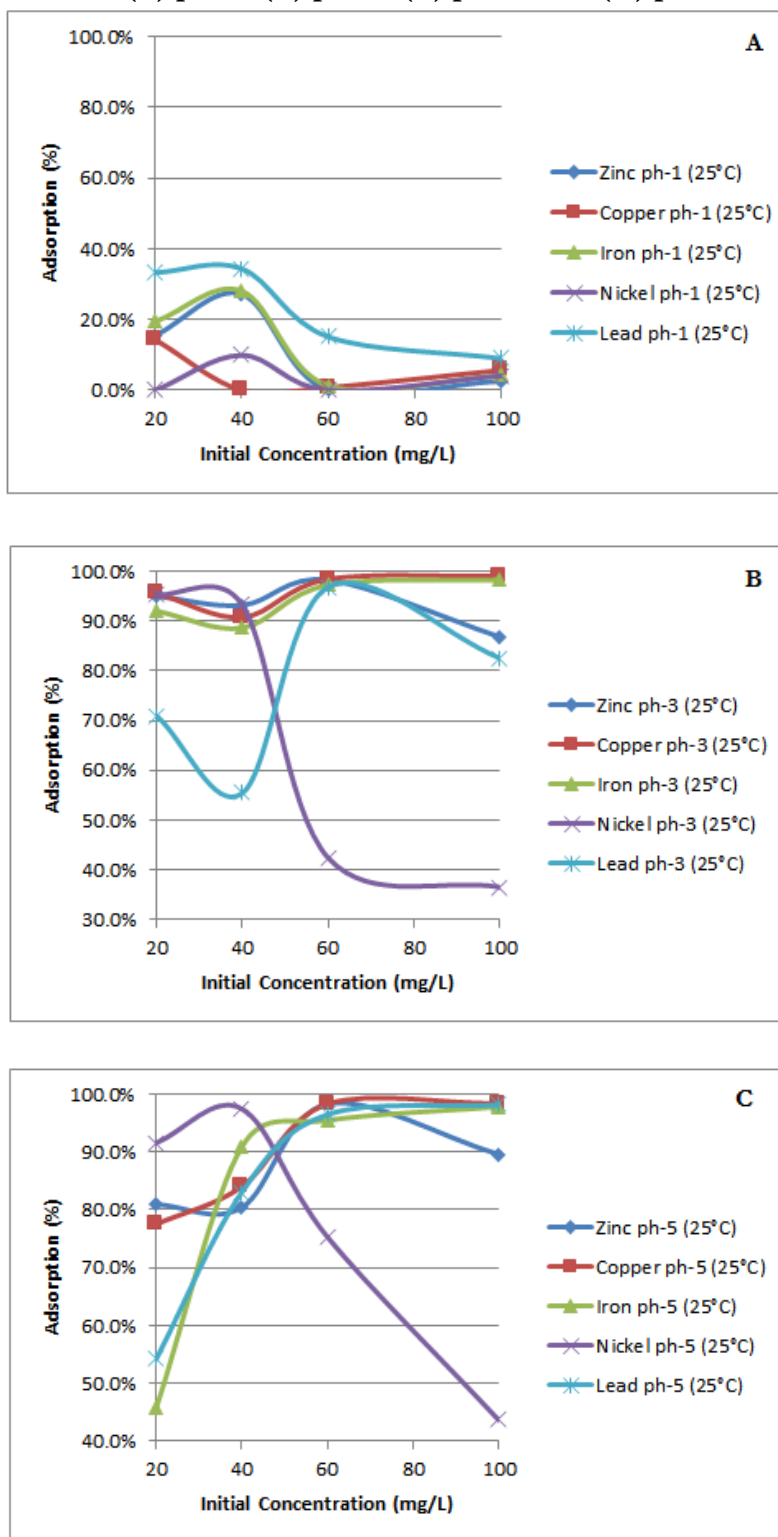 A
100.0%
80.0%
60.0%
40.0%
20.0%
0.0%
Adsorption (%)
20 40 60 100
Initial Concentration (mg/L)
Zinc ph-1 (25°C)
Copper ph-1 (25°C)
Iron ph-1 (25°C)
Nickel ph-1 (25°C)
Lead ph-1 (25°C)
B
100.0%
90.0%
80.0%
70.0%
60.0%
50.0%
40.0%
30.0%
Adsorption (%)
20 40 60 100
Initial Concentration (mg/L)
Zinc ph-3 (25°C)
Copper ph-3 (25°C)
Iron ph-3 (25°C)
Nickel ph-3 (25°C)
Lead ph-3 (25°C)
C
100.0%
90.0%
80.0%
70.0%
60.0%
50.0%
40.0%
Adsorption (%)
20 40 60 100
Initial Concentration (mg/L)
Zinc ph-5 (25°C)
Copper ph-5 (25°C)
Iron ph-5 (25°C)
Nickel ph-5 (25°C)
Lead ph-5 (25°C)